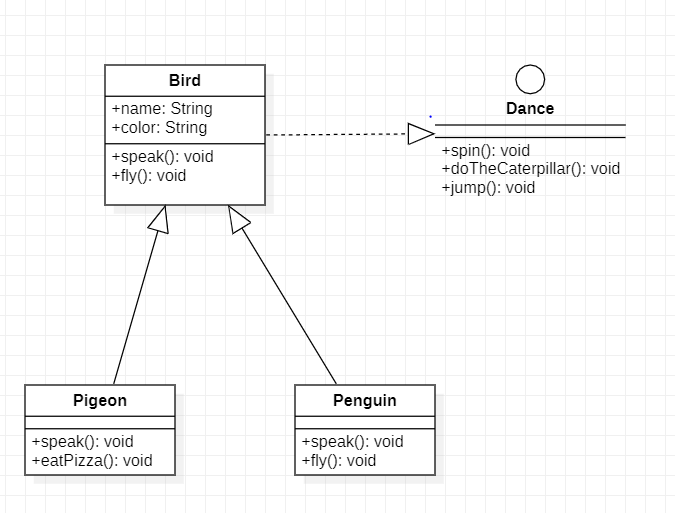 Bird
+name: String
+color: String
+speak(): void
+fly(): void
Dance
+spin(): void
+doTheCaterpillar(): void
+jump(): void
Pigeon
+speak(): void
+eatPizza(): void
Penguin
+speak(): void
+fly(): void